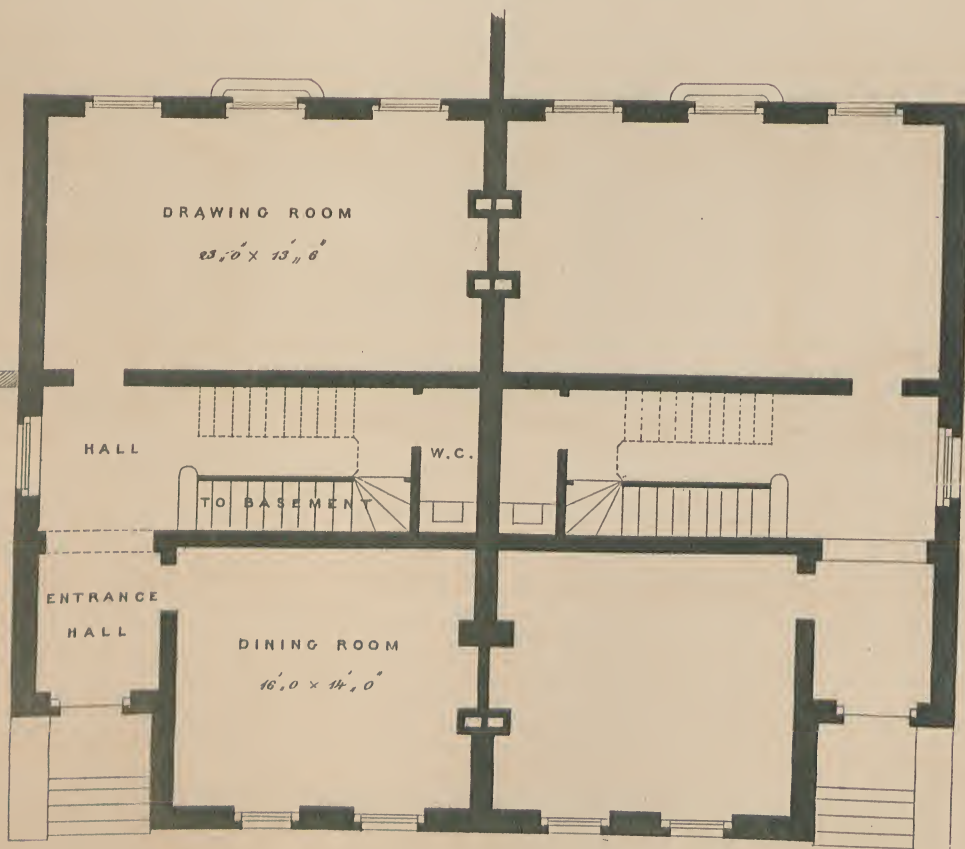 DRAWING ROOM
23,,0" × 13',, 6"
HALL
W.C.
TO BASEMENT
ENTRANCE
HALL
DINING ROOM
16',0 × 14',0"